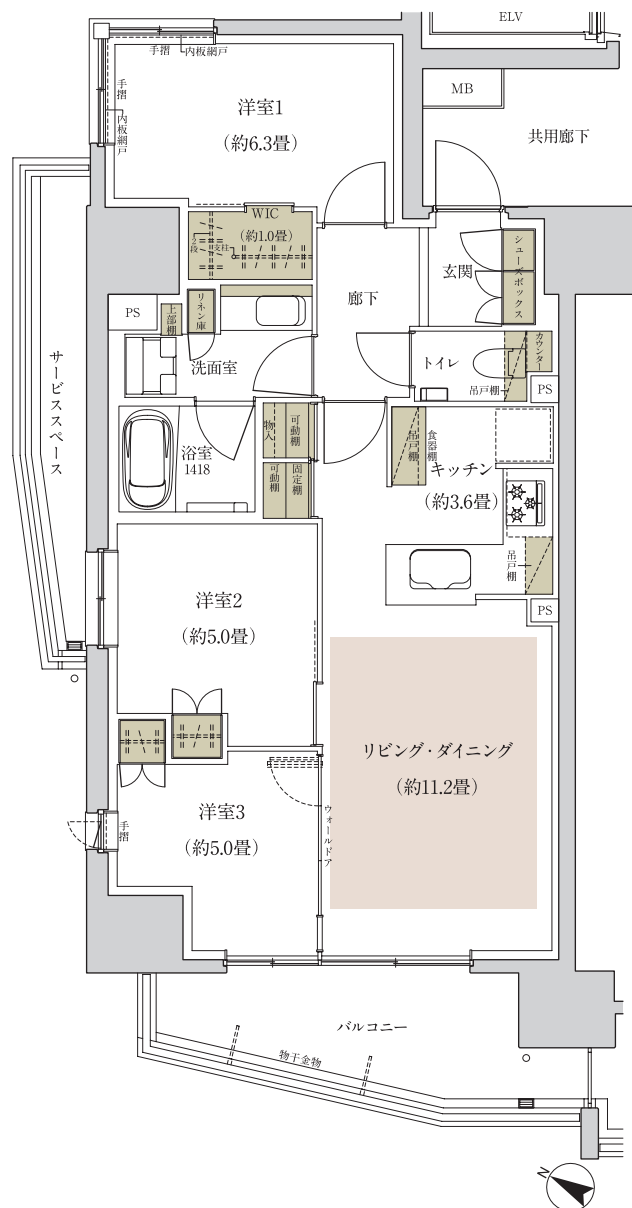 ELV
手摺
内板網戸
手摺
内板網戸
洋室1
(約6.3畳)
MB
共用廊下
WIC
(約1.0畳)
2段
支柱
玄関
シューズボックス
廊下
PS
上部棚
リネン庫
洗面室
トイレ
カウンター
吊戸棚
PS
サービススペース
浴室
1418
物入
可動棚
可動棚
固定棚
吊戸棚
食器棚
キッチン
(約3.6畳)
吊戸棚
PS
洋室2
(約5.0畳)
リビング・ダイニング
(約11.2畳)
洋室3
(約5.0畳)
ウォールドア
手摺
バルコニー
物干金物
N